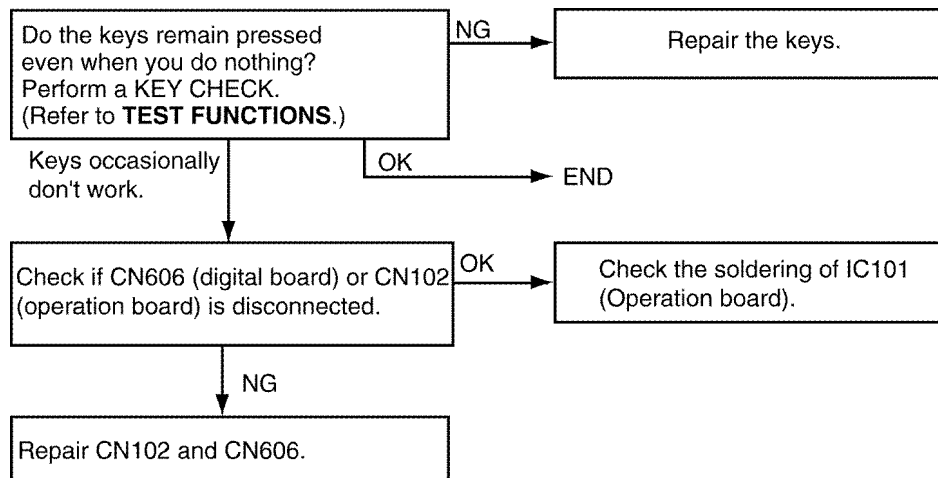 Do the keys remain pressed
even when you do nothing?
Perform a KEY CHECK.
(Refer to TEST FUNCTIONS.)
NG
Repair the keys.
Keys occasionally
don't work.
OK
END
Check if CN606 (digital board) or CN102
(operation board) is disconnected.
OK
Check the soldering of IC101
(Operation board).
NG
Repair CN102 and CN606.